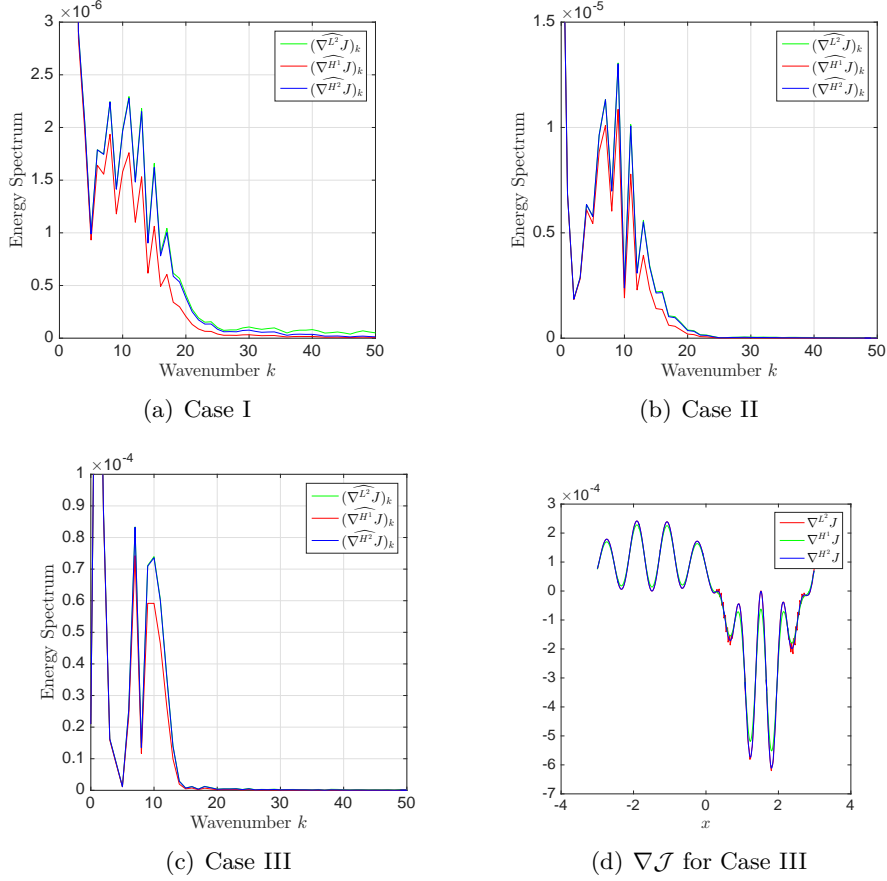 ×10⁻⁶
3
2.5
2
1.5
1
0.5
0
0 10 20 30 40 50
Energy Spectrum
Wavenumber k
(∇^{L²}J)̂_k
(∇^{H¹}J)̂_k
(∇^{H²}J)̂_k
(a) Case I
×10⁻⁵
1.5
1
0.5
0
0 10 20 30 40 50
Energy Spectrum
Wavenumber k
(∇^{L²}J)̂_k
(∇^{H¹}J)̂_k
(∇^{H²}J)̂_k
(b) Case II
×10⁻⁴
1
0.9
0.8
0.7
0.6
0.5
0.4
0.3
0.2
0.1
0
0 10 20 30 40 50
Energy Spectrum
Wavenumber k
(∇^{L²}J)̂_k
(∇^{H¹}J)̂_k
(∇^{H²}J)̂_k
(c) Case III
×10⁻⁴
4
3
2
1
0
-1
-2
-3
-4
-5
-6
-7
-4 -2 0 2 4
x
∇^{L²}J
∇^{H¹}J
∇^{H²}J
(d) ∇𝒥 for Case III